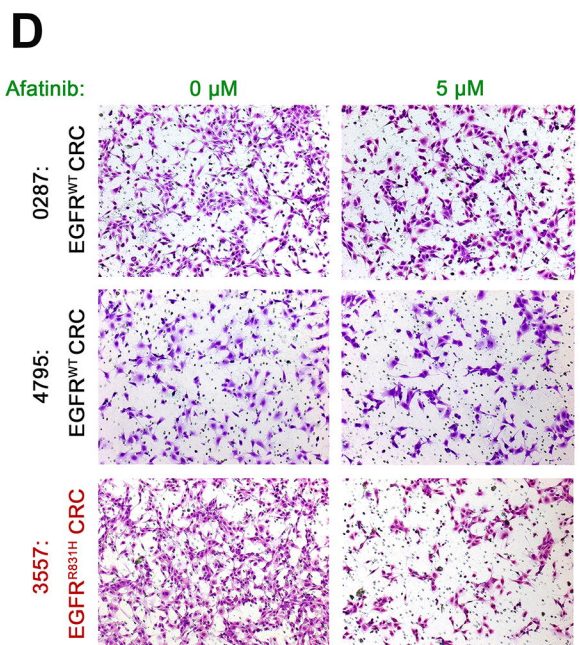 D
Afatinib: 0 µM 5 µM
0287:
EGFRWT CRC
4795:
EGFRWT CRC
3557:
EGFRR831H CRC